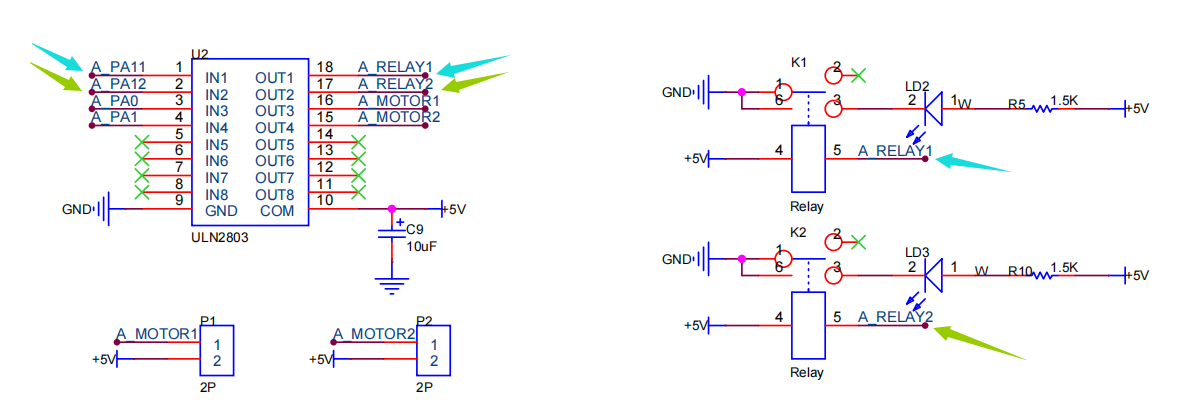 U2
A_PA11 1 IN1 OUT1 18 A_RELAY1
A_PA12 2 IN2 OUT2 17 A_RELAY2
A_PA0 3 IN3 OUT3 16 A_MOTOR1
A_PA1 4 IN4 OUT4 15 A_MOTOR2
5 IN5 OUT5 14
6 IN6 OUT6 13
7 IN7 OUT7 12
8 IN8 OUT8 11
GND 9 GND COM 10 +5V
ULN2803
+ C9
10uF
P1
A_MOTOR1 1
+5V 2
2P
P2
A_MOTOR2 1
+5V 2
2P
K1
2
GND 1
6 3 2 LD2 1 W R5 1.5K +5V
+5V 4 5 A_RELAY1
Relay
K2
2
GND 1
6 3 2 LD3 1 W R10 1.5K +5V
+5V 4 5 A_RELAY2
Relay